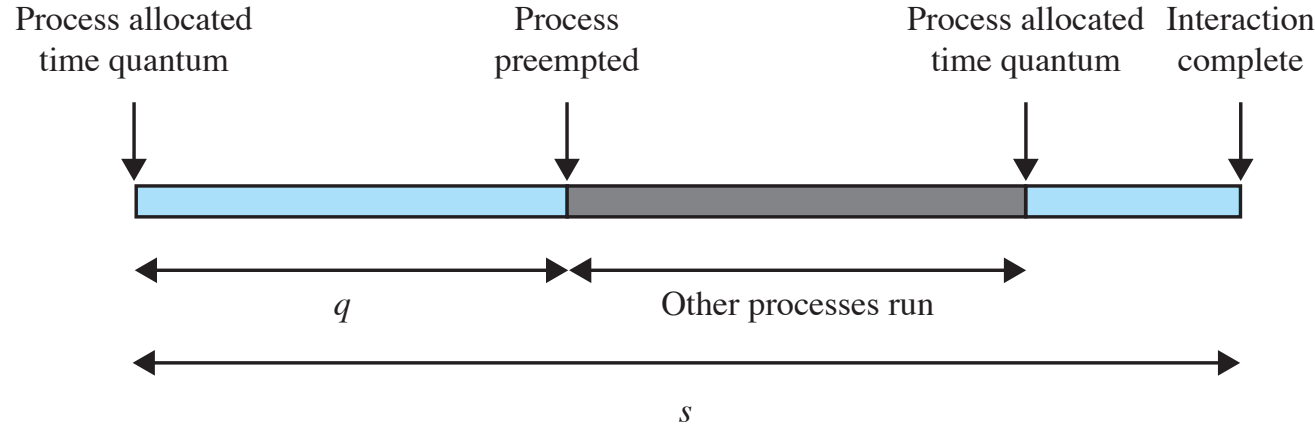 Process allocated
time quantum
Process
preempted
Process allocated
time quantum
Interaction
complete
q
Other processes run
s